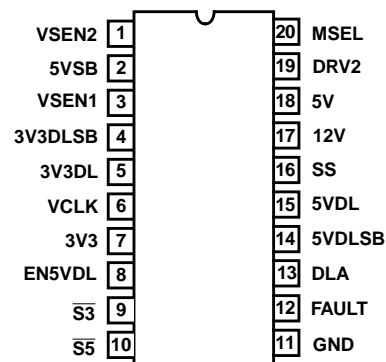 VSEN2 1 20 MSEL
5VSB 2 19 DRV2
VSEN1 3 18 5V
3V3DLSB 4 17 12V
3V3DL 5 16 SS
VCLK 6 15 5VDL
3V3 7 14 5VDLSB
EN5VDL 8 13 DLA
S3 9 12 FAULT
S5 10 11 GND